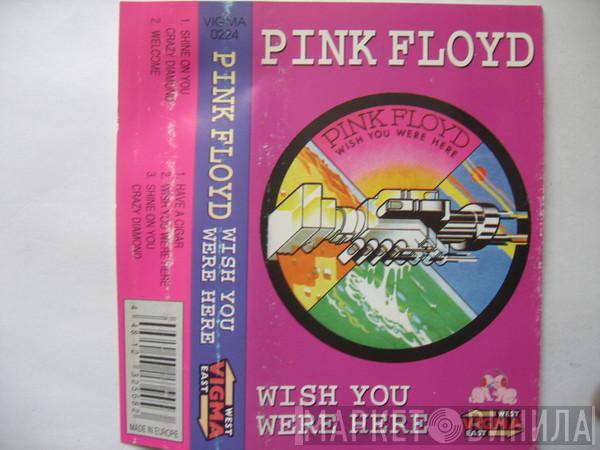 1. SHINE ON YOU
CRAZY DIAMOND
2. WELCOME
1. HAVE A CIGAR
2. WISH YOU WERE HERE
3. SHINE ON YOU
CRAZY DIAMOND
MADE IN EUROPE
VIGMA
0224
PINK FLOYD
WISH YOU
WERE HERE
WEST
VIGMA
EAST
PINK FLOYD
PINK FLOYD
WISH YOU WERE HERE
WISH YOU
WERE HERE
WEST
VIGMA
EAST
МАРКЕТ ВИНИЛА